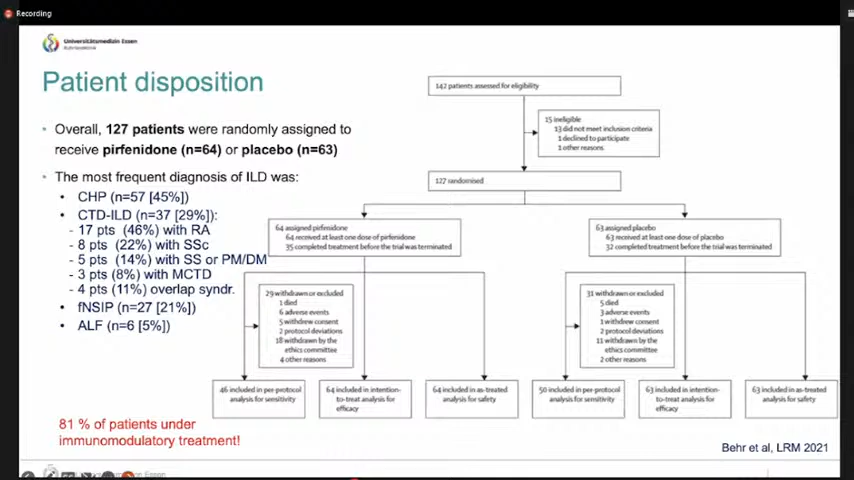 Recording
Universitätsmedizin Essen
Ruhrlandklinik
Patient disposition
• Overall, 127 patients were randomly assigned to
receive pirfenidone (n=64) or placebo (n=63)
• The most frequent diagnosis of ILD was:
• CHP (n=57 [45%])
• CTD-ILD (n=37 [29%]):
- 17 pts (46%) with RA
- 8 pts (22%) with SSc
- 5 pts (14%) with SS or PM/DM
- 3 pts (8%) with MCTD
- 4 pts (11%) overlap syndr.
• fNSIP (n=27 [21%])
• ALF (n=6 [5%])
81 % of patients under
immunomodulatory treatment!
142 patients assessed for eligibility
15 ineligible
13 did not meet inclusion criteria
1 declined to participate
1 other reasons
127 randomised
64 assigned pirfenidone
64 received at least one dose of pirfenidone
35 completed treatment before the trial was terminated
63 assigned placebo
63 received at least one dose of placebo
32 completed treatment before the trial was terminated
29 withdrawn or excluded
1 died
6 adverse events
5 withdrew consent
2 protocol deviations
18 withdrawn by the
ethics committee
4 other reasons
31 withdrawn or excluded
5 died
3 adverse events
1 withdrew consent
2 protocol deviations
11 withdrawn by the
ethics committee
2 other reasons
46 included in per-protocol
analysis for sensitivity
64 included in intention-
to-treat analysis for
efficacy
64 included in as-treated
analysis for safety
50 included in per-protocol
analysis for sensitivity
63 included in intention-
to-treat analysis for
efficacy
63 included in as-treated
analysis for safety
Behr et al, LRM 2021
Essen